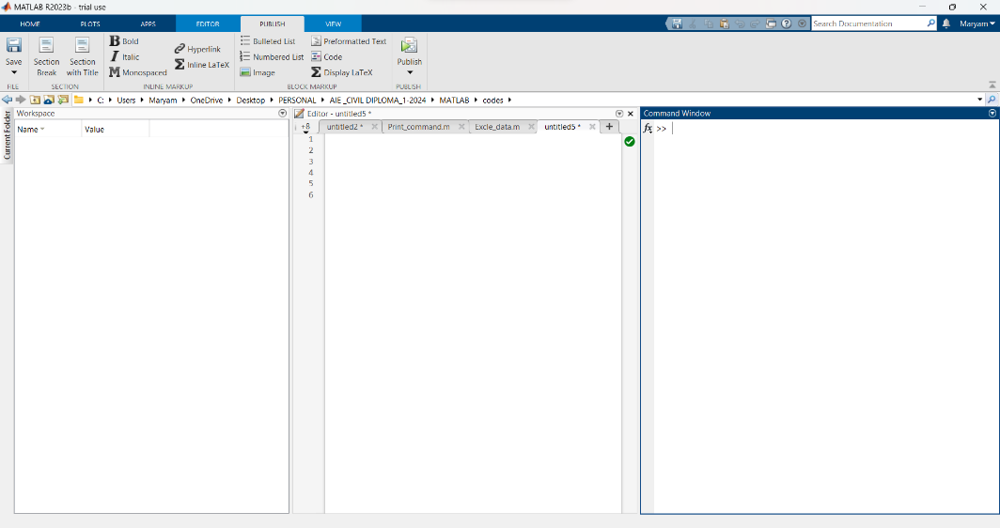 MATLAB R2023b - trial use
HOME PLOTS APPS EDITOR PUBLISH VIEW Search Documentation Maryam
Save
FILE
Section Break
Section with Title
SECTION
Bold
Italic
Monospaced
Hyperlink
Inline LaTeX
INLINE MARKUP
Bulleted List
Numbered List
Image
Preformatted Text
Code
Display LaTeX
BLOCK MARKUP
Publish
PUBLISH
C: Users Maryam OneDrive Desktop PERSONAL AIE _CIVIL DIPLOMA_1-2024 MATLAB codes
Current Folder
Workspace
Name Value
Editor - untitled5 *
+8 untitled2 * Print_command.m Excle_data.m untitled5 * +
1
2
3
4
5
6
Command Window
fx >>